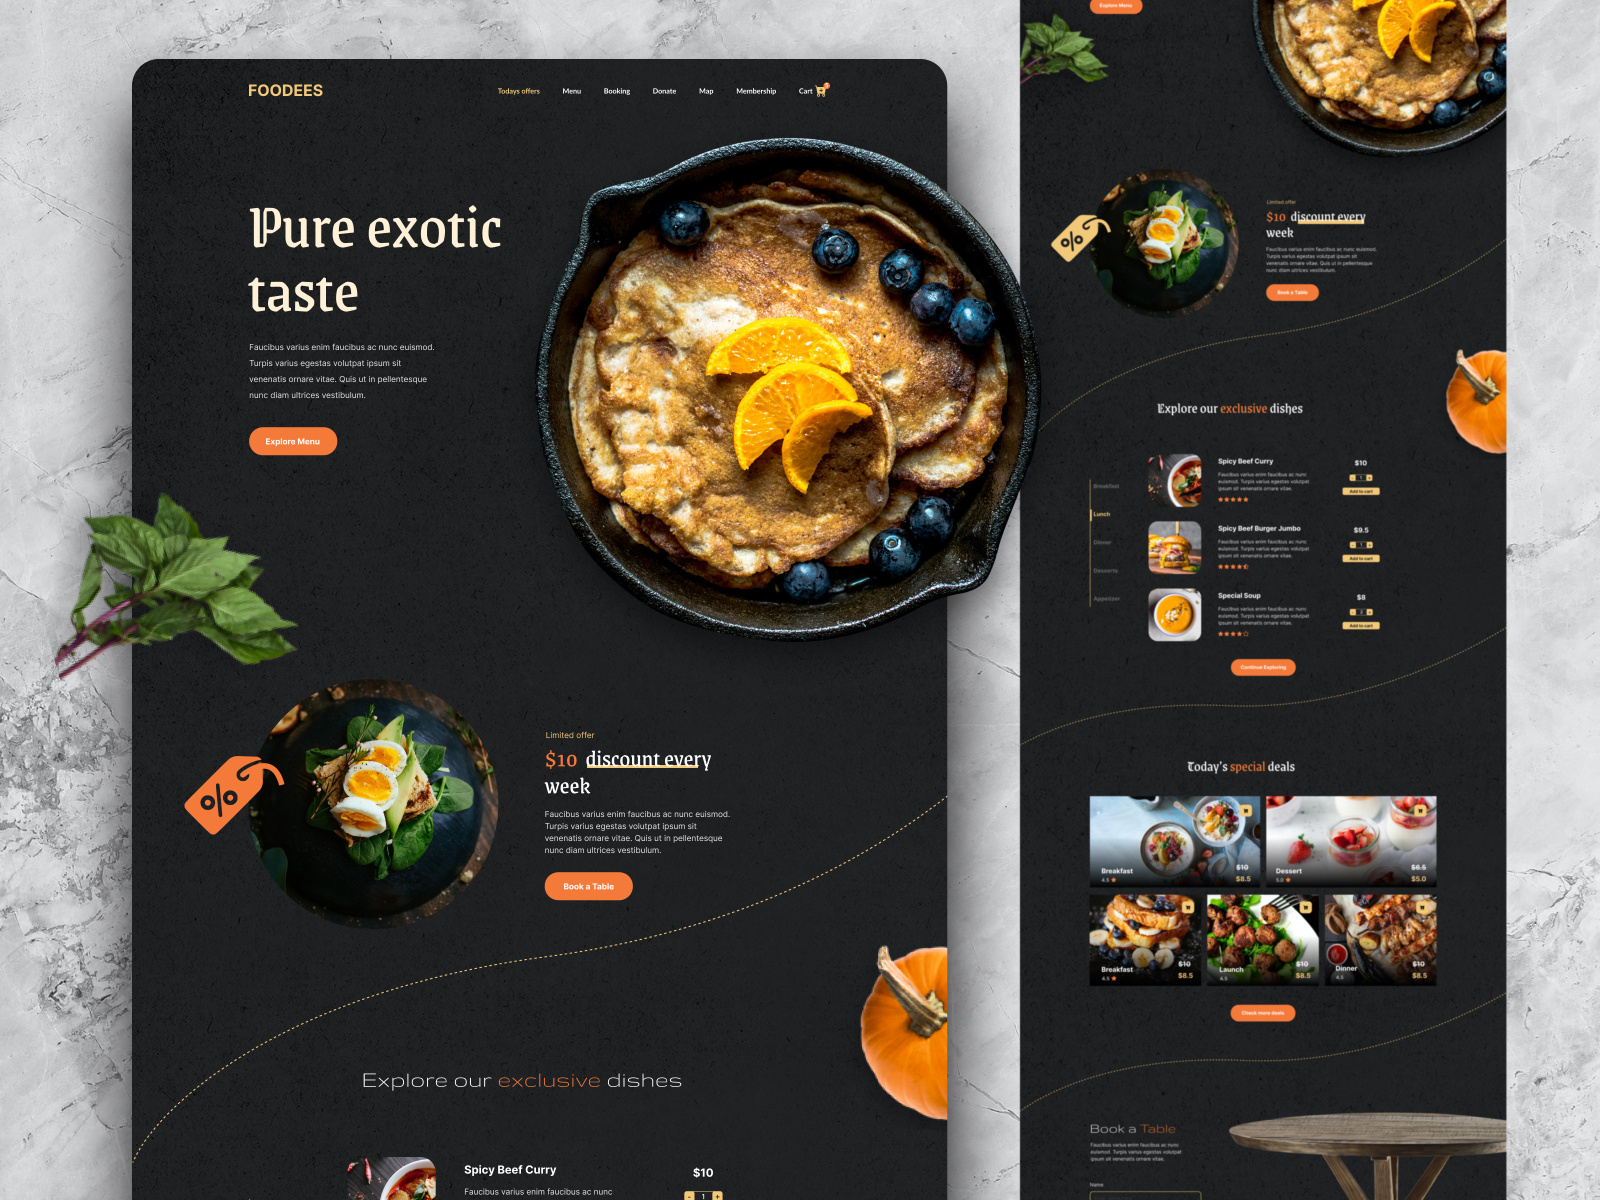 FOODEES
Todays offers
Menu
Booking
Donate
Map
Membership
Cart
Pure exotic
taste
Faucibus varius enim faucibus ac nunc euismod.
Turpis varius egestas volutpat ipsum sit
venenatis ornare vitae. Quis ut in pellentesque
nunc diam ultrices vestibulum.
Explore Menu
%
Limited offer
$10 discount every
week
Faucibus varius enim faucibus ac nunc euismod.
Turpis varius egestas volutpat ipsum sit
venenatis ornare vitae. Quis ut in pellentesque
nunc diam ultrices vestibulum.
Book a Table
Explore our exclusive dishes
Spicy Beef Curry
Faucibus varius enim faucibus ac nunc
$10
- 1 +
Explore Menu
%
Limited offer
$10 discount every
week
Faucibus varius enim faucibus ac nunc euismod.
Turpis varius egestas volutpat ipsum sit
venenatis ornare vitae. Quis ut in pellentesque
nunc diam ultrices vestibulum.
Book a Table
Explore our exclusive dishes
Breakfast
Lunch
Dinner
Desserts
Appetizer
Spicy Beef Curry
Faucibus varius enim faucibus ac nunc
euismod. Turpis varius egestas volutpat
ipsum sit venenatis ornare vitae.
$10
Add to cart
Spicy Beef Burger Jumbo
Faucibus varius enim faucibus ac nunc
euismod. Turpis varius egestas volutpat
ipsum sit venenatis ornare vitae.
$9.5
Add to cart
Special Soup
Faucibus varius enim faucibus ac nunc
euismod. Turpis varius egestas volutpat
ipsum sit venenatis ornare vitae.
$8
Add to cart
Continue Exploring
Today's special deals
Breakfast
4.5
$10
$8.5
Dessert
5.0
$6.5
$5.0
Breakfast
4.5
$10
$8.5
Launch
4.5
$10
$8.5
Dinner
4.5
$10
$8.5
Check more deals
Book a Table
Faucibus varius enim faucibus ac nunc
euismod. Turpis varius egestas volutpat
ipsum sit venenatis ornare vitae.
Name